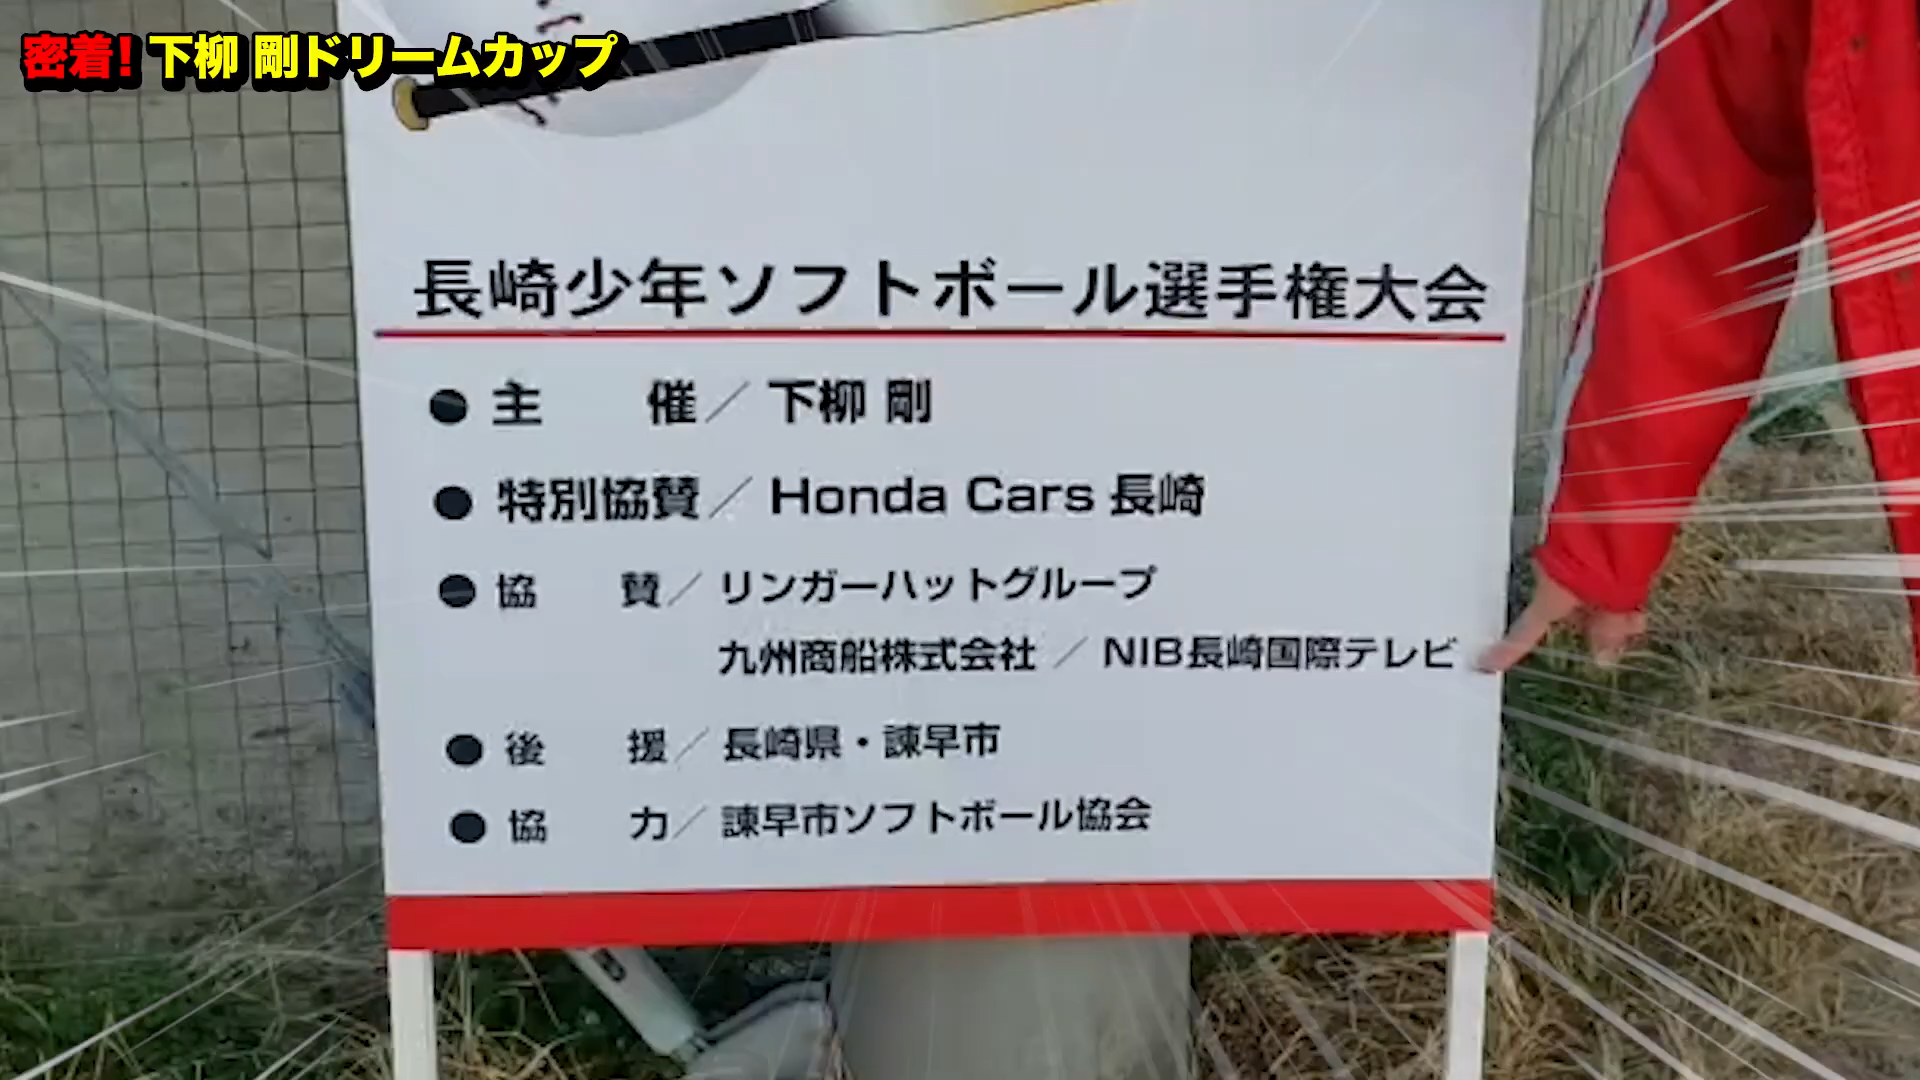 密着！下柳 剛ドリームカップ
長崎少年ソフトボール選手権大会
●主　　催／下柳 剛
●特別協賛／Honda Cars 長崎
●協　　賛／リンガーハットグループ
九州商船株式会社／NIB長崎国際テレビ
●後　　援／長崎県・諫早市
●協　　力／諫早市ソフトボール協会